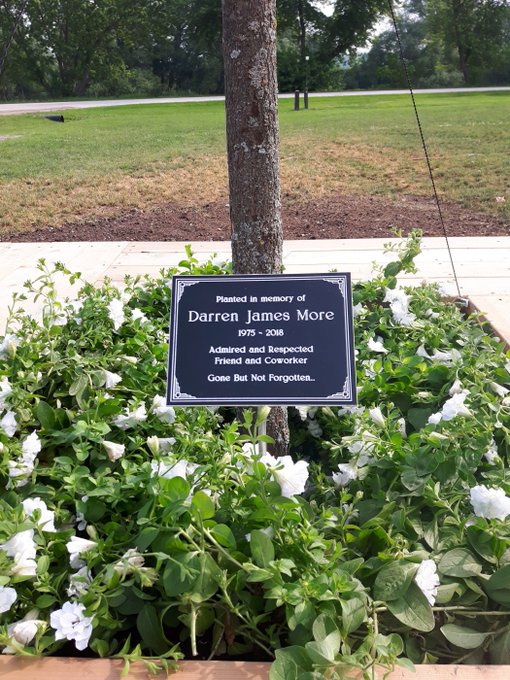 Planted in memory of
Darren James More
1975 - 2018
Admired and Respected
Friend and Coworker
Gone But Not Forgotten..